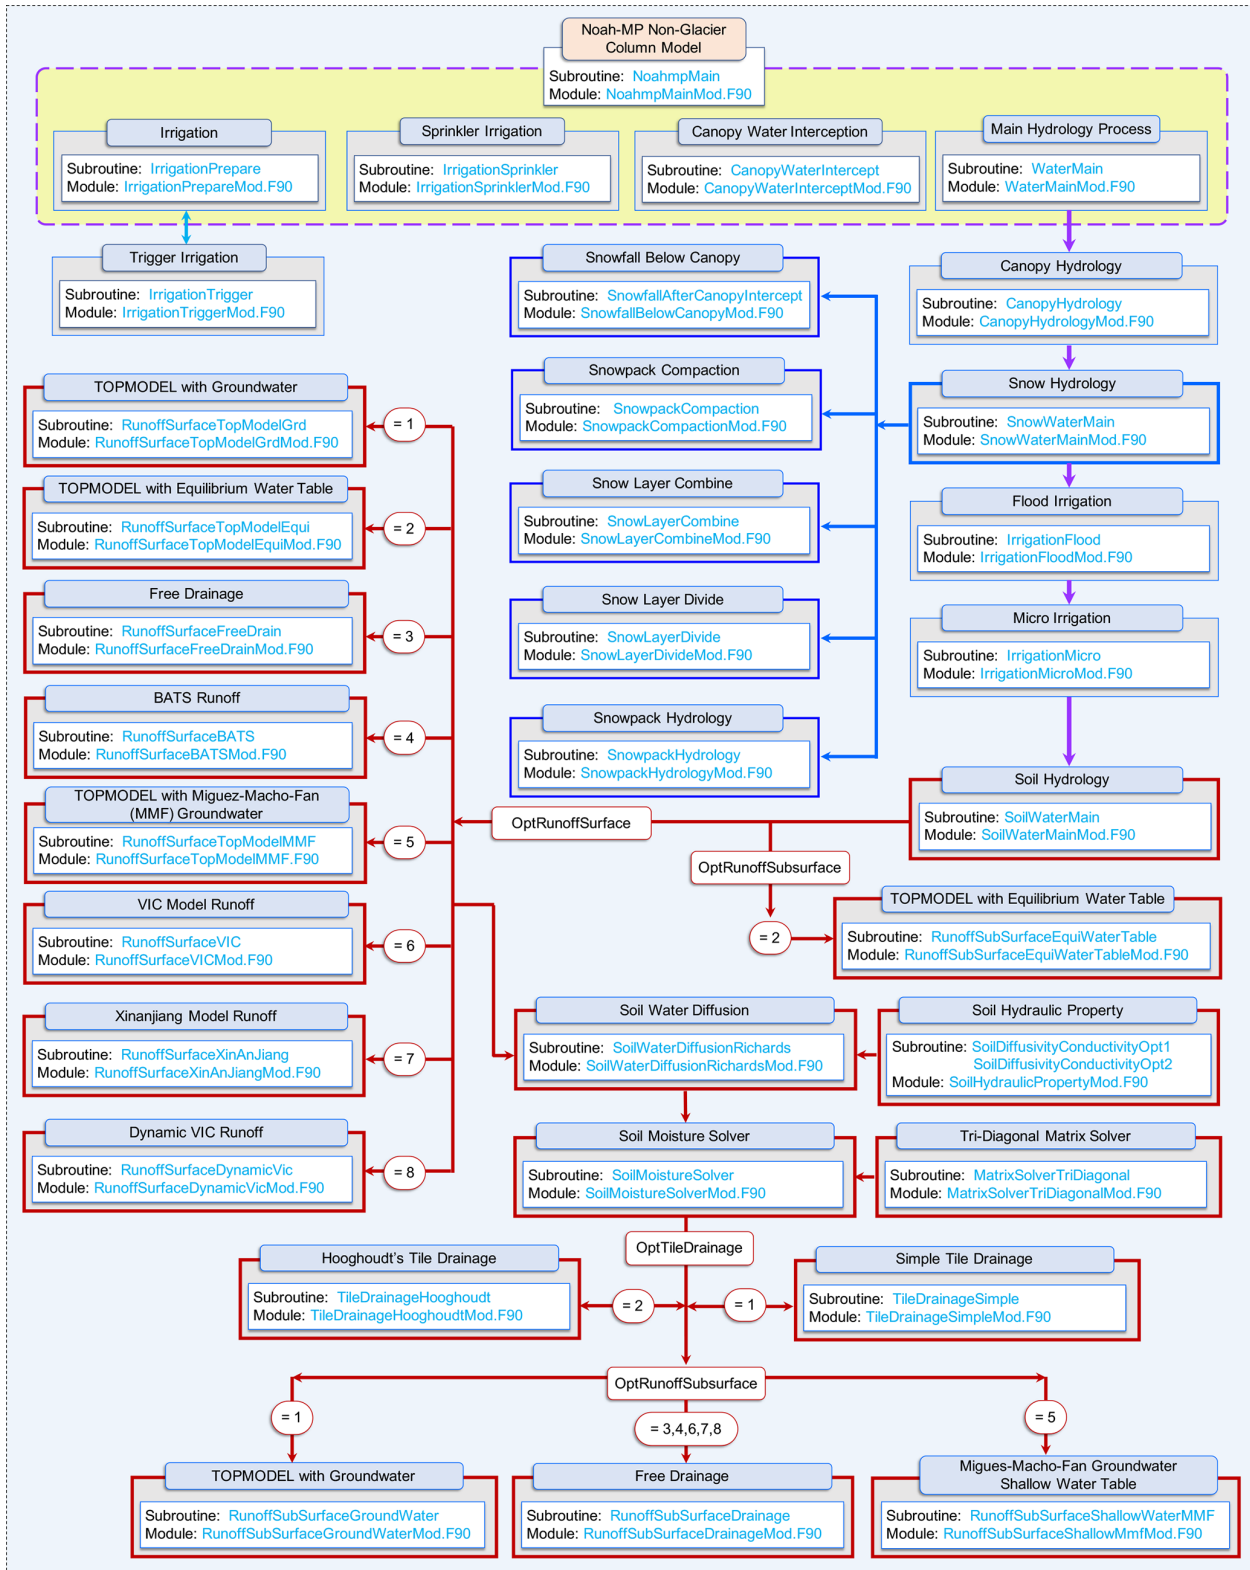 Noah-MP Non-Glacier
Column Model
Subroutine: NoahmpMain
Module: NoahmpMainMod.F90
Irrigation
Subroutine: IrrigationPrepare
Module: IrrigationPrepareMod.F90
Sprinkler Irrigation
Subroutine: IrrigationSprinkler
Module: IrrigationSprinklerMod.F90
Canopy Water Interception
Subroutine: CanopyWaterIntercept
Module: CanopyWaterInterceptMod.F90
Main Hydrology Process
Subroutine: WaterMain
Module: WaterMainMod.F90
Trigger Irrigation
Subroutine: IrrigationTrigger
Module: IrrigationTriggerMod.F90
Snowfall Below Canopy
Subroutine: SnowfallAfterCanopyIntercept
Module: SnowfallBelowCanopyMod.F90
Canopy Hydrology
Subroutine: CanopyHydrology
Module: CanopyHydrologyMod.F90
Snowpack Compaction
Subroutine: SnowpackCompaction
Module: SnowpackCompactionMod.F90
Snow Hydrology
Subroutine: SnowWaterMain
Module: SnowWaterMainMod.F90
TOPMODEL with Groundwater
Subroutine: RunoffSurfaceTopModelGrd
Module: RunoffSurfaceTopModelGrdMod.F90
= 1
Snow Layer Combine
Subroutine: SnowLayerCombine
Module: SnowLayerCombineMod.F90
Flood Irrigation
Subroutine: IrrigationFlood
Module: IrrigationFloodMod.F90
TOPMODEL with Equilibrium Water Table
Subroutine: RunoffSurfaceTopModelEqui
Module: RunoffSurfaceTopModelEquiMod.F90
= 2
Free Drainage
Subroutine: RunoffSurfaceFreeDrain
Module: RunoffSurfaceFreeDrainMod.F90
= 3
Snow Layer Divide
Subroutine: SnowLayerDivide
Module: SnowLayerDivideMod.F90
Micro Irrigation
Subroutine: IrrigationMicro
Module: IrrigationMicroMod.F90
BATS Runoff
Subroutine: RunoffSurfaceBATS
Module: RunoffSurfaceBATSMod.F90
= 4
Snowpack Hydrology
Subroutine: SnowpackHydrology
Module: SnowpackHydrologyMod.F90
Soil Hydrology
Subroutine: SoilWaterMain
Module: SoilWaterMainMod.F90
TOPMODEL with Miguez-Macho-Fan
(MMF) Groundwater
Subroutine: RunoffSurfaceTopModelMMF
Module: RunoffSurfaceTopModelMMF.F90
= 5
OptRunoffSurface
OptRunoffSubsurface
= 2
TOPMODEL with Equilibrium Water Table
Subroutine: RunoffSubSurfaceEquiWaterTable
Module: RunoffSubSurfaceEquiWaterTableMod.F90
VIC Model Runoff
Subroutine: RunoffSurfaceVIC
Module: RunoffSurfaceVICMod.F90
= 6
Xinanjiang Model Runoff
Subroutine: RunoffSurfaceXinAnJiang
Module: RunoffSurfaceXinAnJiangMod.F90
= 7
Soil Water Diffusion
Subroutine: SoilWaterDiffusionRichards
Module: SoilWaterDiffusionRichardsMod.F90
Soil Hydraulic Property
Subroutine: SoilDiffusivityConductivityOpt1
SoilDiffusivityConductivityOpt2
Module: SoilHydraulicPropertyMod.F90
Dynamic VIC Runoff
Subroutine: RunoffSurfaceDynamicVic
Module: RunoffSurfaceDynamicVicMod.F90
= 8
Soil Moisture Solver
Subroutine: SoilMoistureSolver
Module: SoilMoistureSolverMod.F90
Tri-Diagonal Matrix Solver
Subroutine: MatrixSolverTriDiagonal
Module: MatrixSolverTriDiagonalMod.F90
OptTileDrainage
Hooghoudt's Tile Drainage
Subroutine: TileDrainageHooghoudt
Module: TileDrainageHooghoudtMod.F90
= 2
= 1
Simple Tile Drainage
Subroutine: TileDrainageSimple
Module: TileDrainageSimpleMod.F90
OptRunoffSubsurface
= 1
= 3,4,6,7,8
= 5
TOPMODEL with Groundwater
Subroutine: RunoffSubSurfaceGroundWater
Module: RunoffSubSurfaceGroundWaterMod.F90
Free Drainage
Subroutine: RunoffSubSurfaceDrainage
Module: RunoffSubSurfaceDrainageMod.F90
Migues-Macho-Fan Groundwater
Shallow Water Table
Subroutine: RunoffSubSurfaceShallowWaterMMF
Module: RunoffSubSurfaceShallowMmfMod.F90